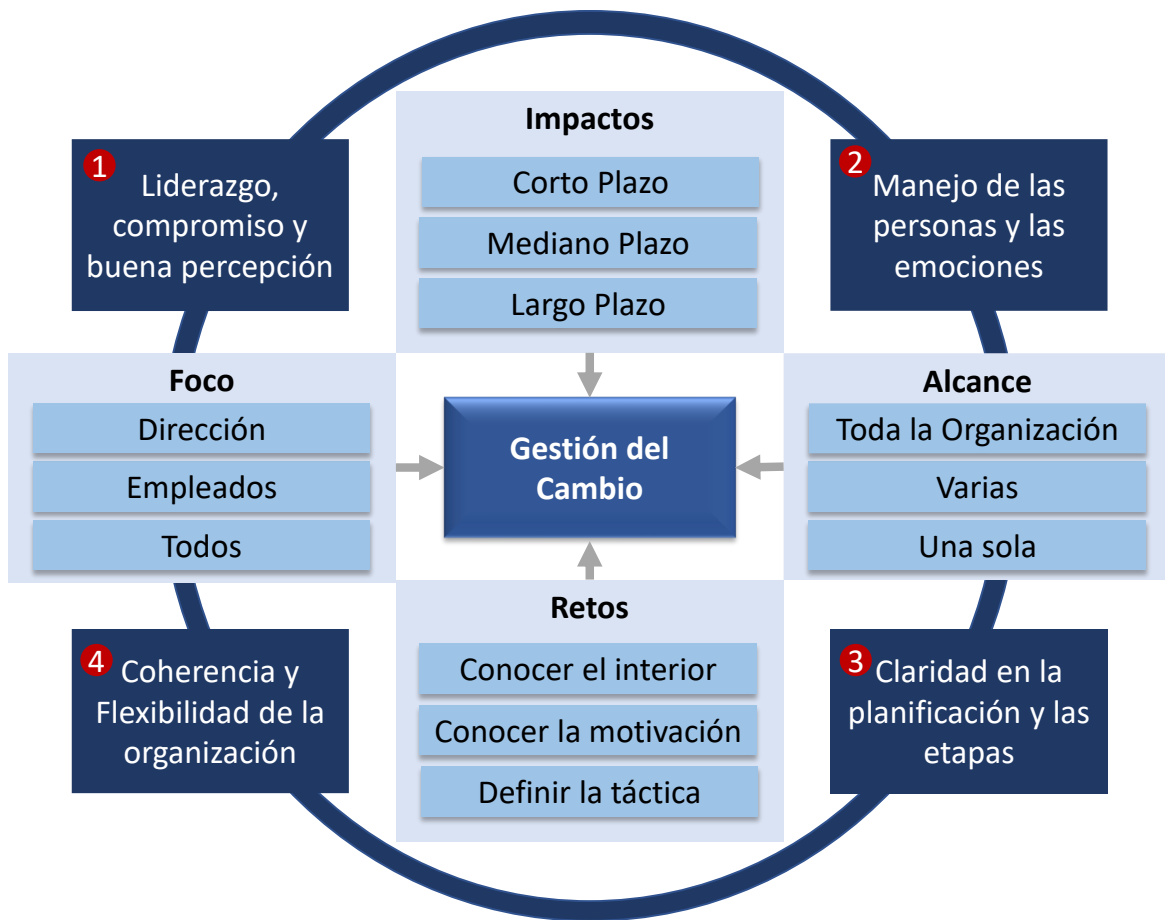 Impactos
Corto Plazo
Mediano Plazo
Largo Plazo
1
Liderazgo,
compromiso y
buena percepción
2
Manejo de las
personas y las
emociones
Foco
Dirección
Empleados
Todos
Gestión del
Cambio
Alcance
Toda la Organización
Varias
Una sola
Retos
Conocer el interior
Conocer la motivación
Definir la táctica
4
Coherencia y
Flexibilidad de la
organización
3
Claridad en la
planificación y las
etapas